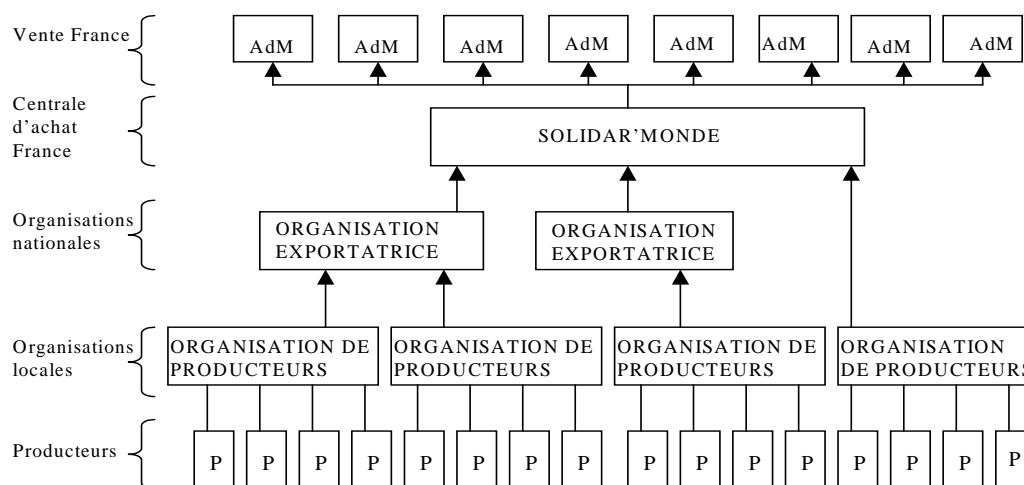 Vente France
AdM AdM AdM AdM AdM AdM AdM AdM
Centrale
d'achat
France
SOLIDAR'MONDE
Organisations
nationales
ORGANISATION
EXPORTATRICE
ORGANISATION
EXPORTATRICE
Organisations
locales
ORGANISATION DE
PRODUCTEURS
ORGANISATION DE
PRODUCTEURS
ORGANISATION DE
PRODUCTEURS
ORGANISATION
DE PRODUCTEURS
Producteurs
P P P P P P P P P P P P P P P P